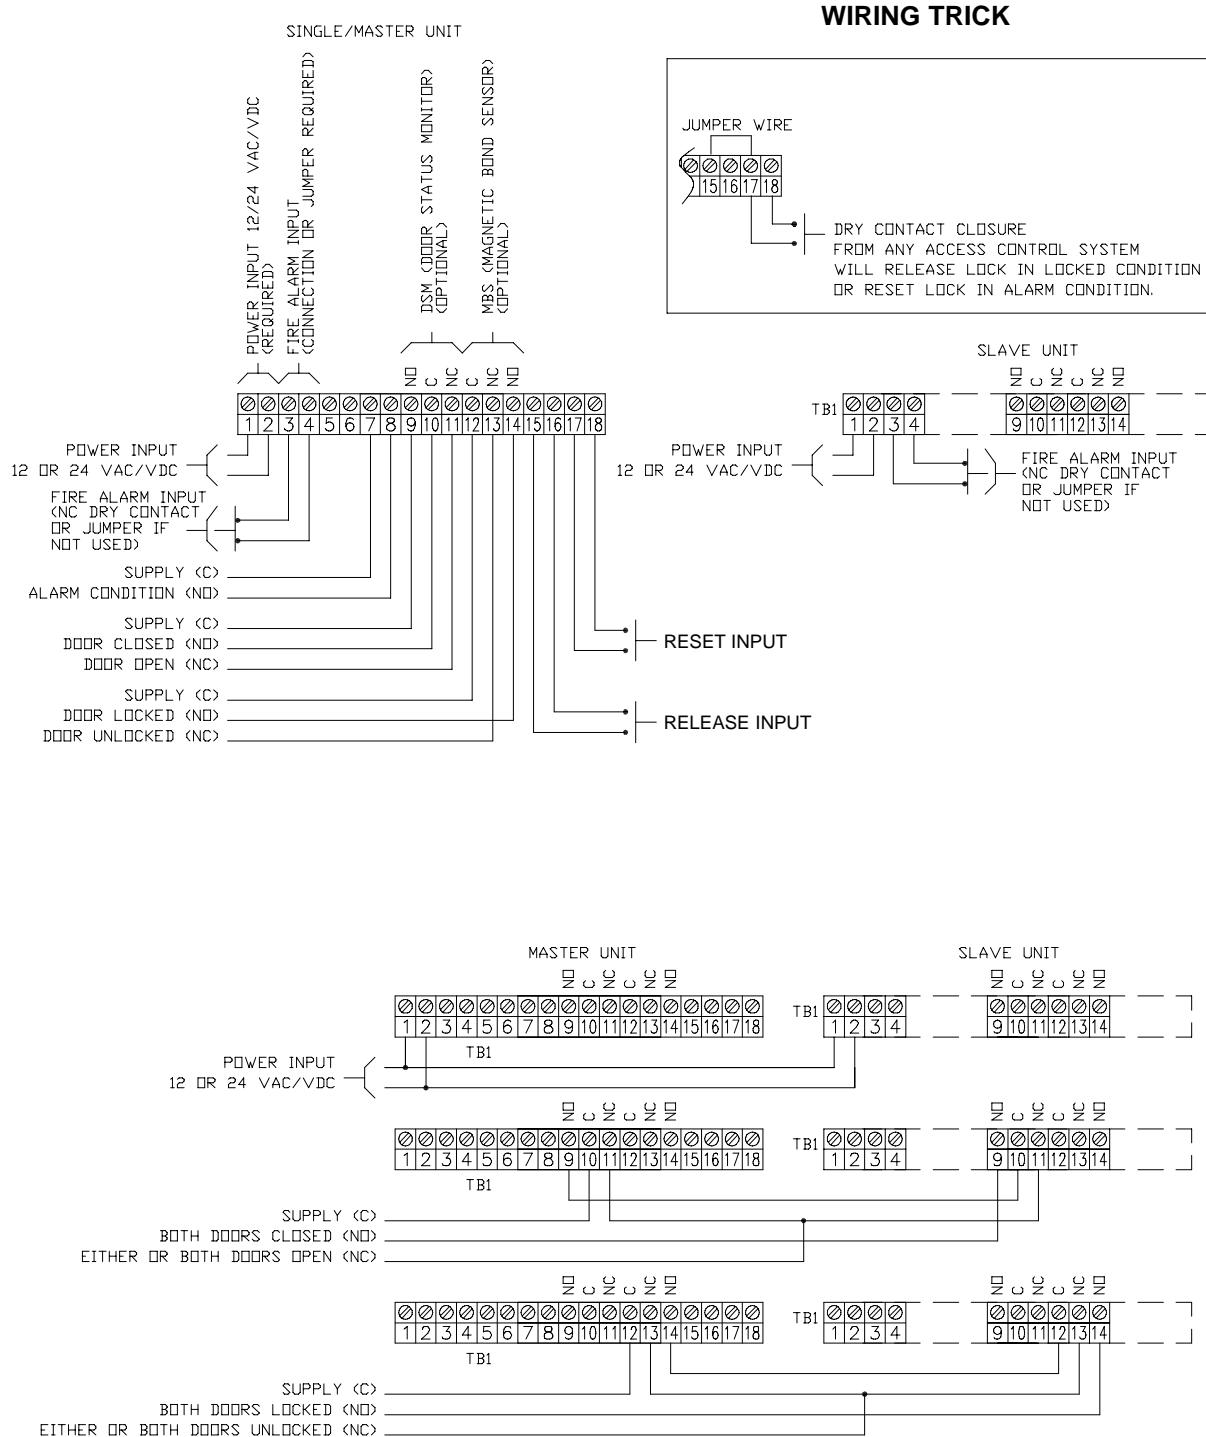 WIRING TRICK
SINGLE/MASTER UNIT
POWER INPUT 12/24 VAC/VDC
(REQUIRED)
FIRE ALARM INPUT
(CONNECTION OR JUMPER REQUIRED)
DSM (DOOR STATUS MONITOR)
(OPTIONAL)
MBS (MAGNETIC BOND SENSOR)
(OPTIONAL)
JUMPER WIRE
15 16 17 18
DRY CONTACT CLOSURE
FROM ANY ACCESS CONTROL SYSTEM
WILL RELEASE LOCK IN LOCKED CONDITION
OR RESET LOCK IN ALARM CONDITION.
NO C NC C NC NO
1 2 3 4 5 6 7 8 9 10 11 12 13 14 15 16 17 18
POWER INPUT
12 OR 24 VAC/VDC
FIRE ALARM INPUT
(NC DRY CONTACT
OR JUMPER IF
NOT USED)
SUPPLY (C)
ALARM CONDITION (NO)
SUPPLY (C)
DOOR CLOSED (NO)
DOOR OPEN (NC)
SUPPLY (C)
DOOR LOCKED (NO)
DOOR UNLOCKED (NC)
RESET INPUT
RELEASE INPUT
SLAVE UNIT
NO C NC C NC NO
TB1
1 2 3 4 9 10 11 12 13 14
POWER INPUT
12 OR 24 VAC/VDC
FIRE ALARM INPUT
(NC DRY CONTACT
OR JUMPER IF
NOT USED)
MASTER UNIT
SLAVE UNIT
NO C NC C NC NO
NO C NC C NC NO
1 2 3 4 5 6 7 8 9 10 11 12 13 14 15 16 17 18
TB1
TB1
1 2 3 4 9 10 11 12 13 14
POWER INPUT
12 OR 24 VAC/VDC
NO C NC C NC NO
NO C NC C NC NO
1 2 3 4 5 6 7 8 9 10 11 12 13 14 15 16 17 18
TB1
TB1
1 2 3 4 9 10 11 12 13 14
SUPPLY (C)
BOTH DOORS CLOSED (NO)
EITHER OR BOTH DOORS OPEN (NC)
NO C NC C NC NO
NO C NC C NC NO
1 2 3 4 5 6 7 8 9 10 11 12 13 14 15 16 17 18
TB1
TB1
1 2 3 4 9 10 11 12 13 14
SUPPLY (C)
BOTH DOORS LOCKED (NO)
EITHER OR BOTH DOORS UNLOCKED (NC)